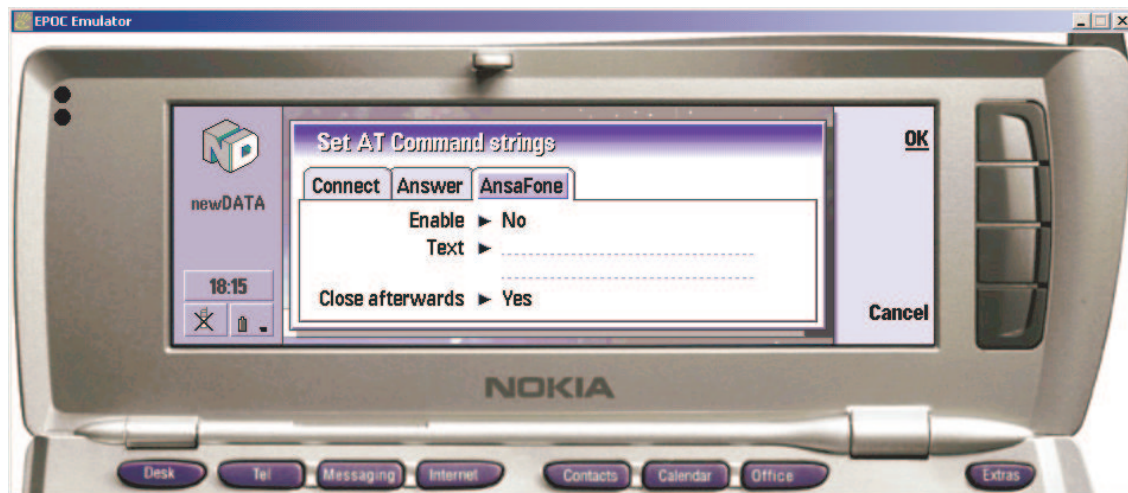 EPOC Emulator
newDATA
18:15
Set AT Command strings
Connect Answer AnsaFone
Enable ► No
Text ►
Close afterwards ► Yes
OK
Cancel
NOKIA
Desk Tel Messaging Internet Contacts Calendar Office Extras